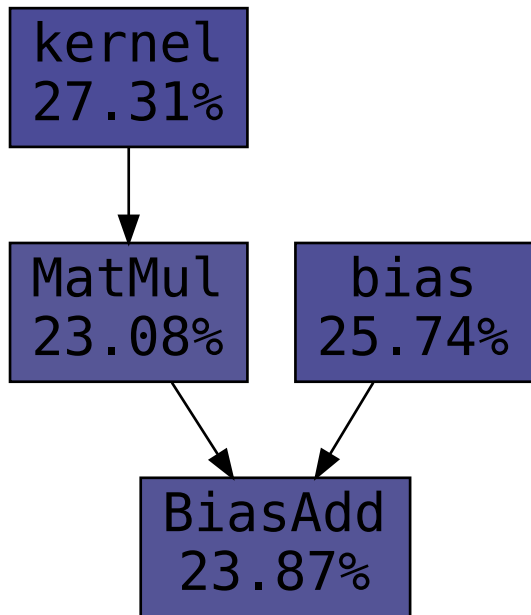 kernel
27.31%
MatMul
23.08%
bias
25.74%
BiasAdd
23.87%